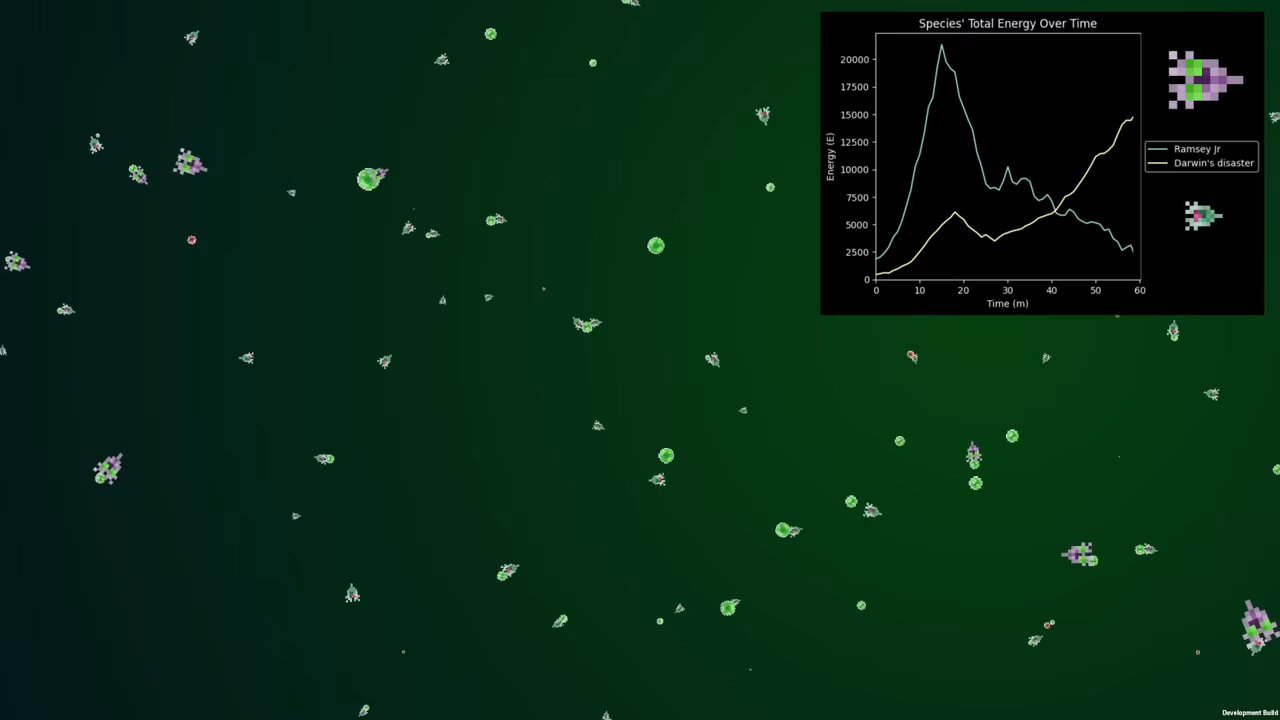 Species' Total Energy Over Time
20000
17500
15000
12500
10000
7500
5000
2500
0
Energy (E)
0 10 20 30 40 50 60
Time (m)
Ramsey Jr
Darwin's disaster
Development Build